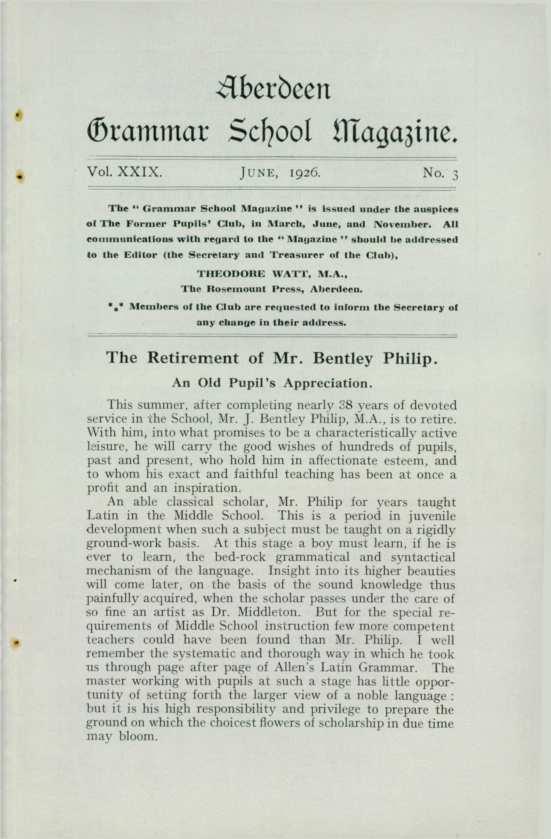 Aberdeen
Grammar School Magazine.
Vol. XXIX. JUNE, 1926. No. 3
The "Grammar School Magazine" is issued under the auspices
of The Former Pupils' Club, in March, June, and November. All
communications with regard to the "Magazine" should be addressed
to the Editor (the Secretary and Treasurer of the Club),
THEODORE WATT, M.A.,
The Rosemount Press, Aberdeen.
*** Members of the Club are requested to inform the Secretary of
any change in their address.
The Retirement of Mr. Bentley Philip.
An Old Pupil's Appreciation.
This summer, after completing nearly 38 years of devoted
service in the School, Mr. J. Bentley Philip, M.A., is to retire.
With him, into what promises to be a characteristically active
leisure, he will carry the good wishes of hundreds of pupils,
past and present, who hold him in affectionate esteem, and
to whom his exact and faithful teaching has been at once a
profit and an inspiration.
An able classical scholar, Mr. Philip for years taught
Latin in the Middle School. This is a period in juvenile
development when such a subject must be taught on a rigidly
ground-work basis. At this stage a boy must learn, if he is
ever to learn, the bed-rock grammatical and syntactical
mechanism of the language. Insight into its higher beauties
will come later, on the basis of the sound knowledge thus
painfully acquired, when the scholar passes under the care of
so fine an artist as Dr. Middleton. But for the special re-
quirements of Middle School instruction few more competent
teachers could have been found than Mr. Philip. I well
remember the systematic and thorough way in which he took
us through page after page of Allen's Latin Grammar. The
master working with pupils at such a stage has little oppor-
tunity of setting forth the larger view of a noble language :
but it is his high responsibility and privilege to prepare the
ground on which the choicest flowers of scholarship in due time
may bloom.